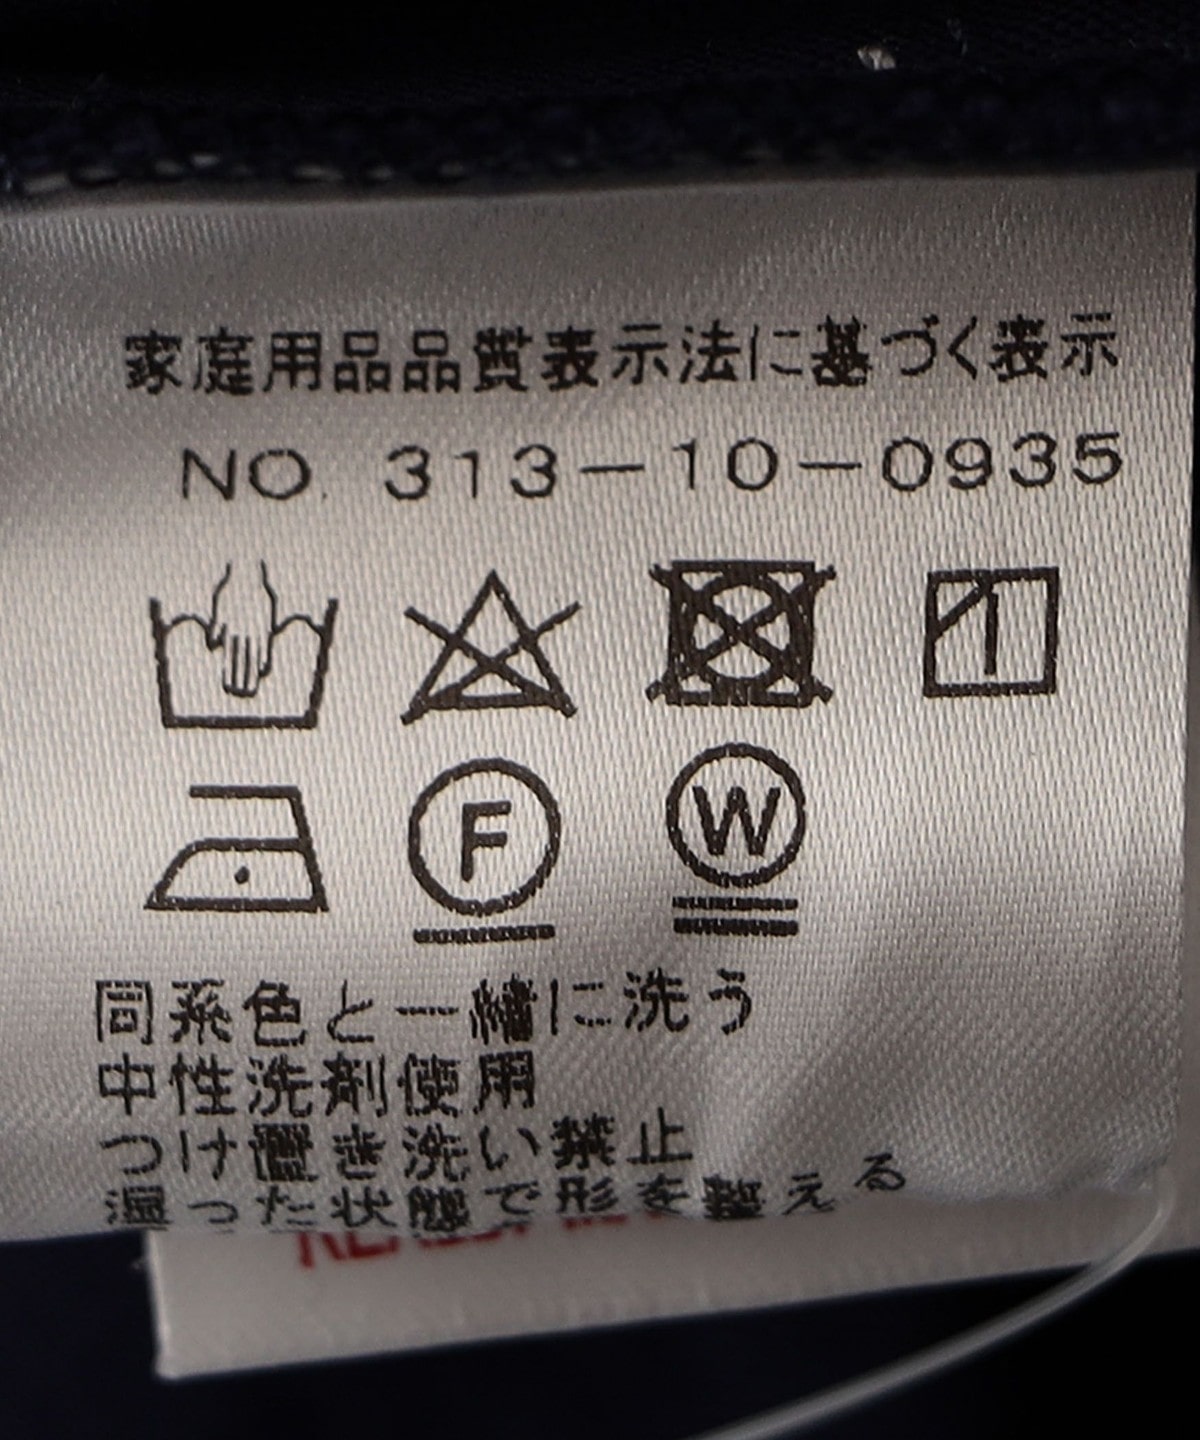 家庭用品品質表示法に基づく表示
NO. 313-10-0935
F
W
同系色と一緒に洗う
中性洗剤使用
つけ置き洗い禁止
湿った状態で形を整える